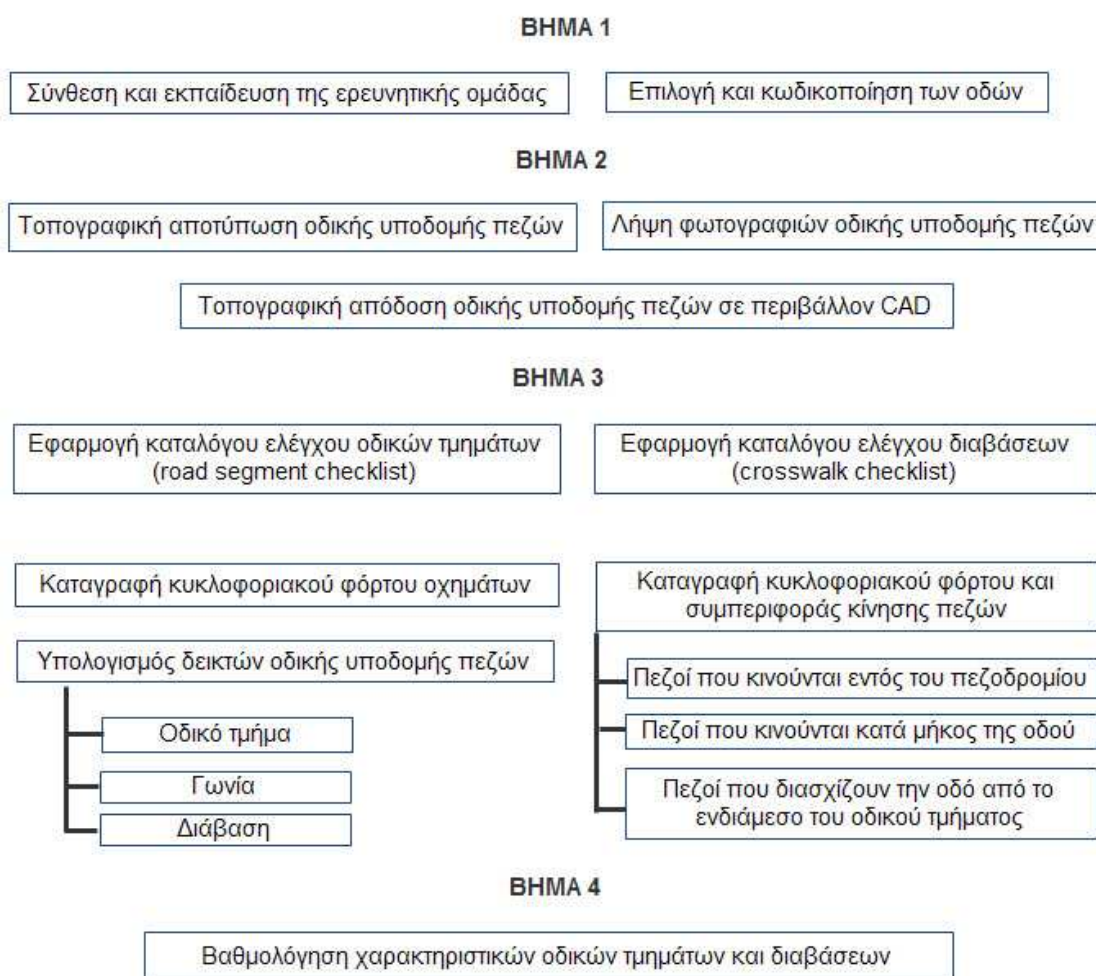 ΒΗΜΑ 1
Σύνθεση και εκπαίδευση της ερευνητικής ομάδας
Επιλογή και κωδικοποίηση των οδών
ΒΗΜΑ 2
Τοπογραφική αποτύπωση οδικής υποδομής πεζών
Λήψη φωτογραφιών οδικής υποδομής πεζών
Τοπογραφική απόδοση οδικής υποδομής πεζών σε περιβάλλον CAD
ΒΗΜΑ 3
Εφαρμογή καταλόγου ελέγχου οδικών τμημάτων
(road segment checklist)
Εφαρμογή καταλόγου ελέγχου διαβάσεων
(crosswalk checklist)
Καταγραφή κυκλοφοριακού φόρτου οχημάτων
Καταγραφή κυκλοφοριακού φόρτου και
συμπεριφοράς κίνησης πεζών
Υπολογισμός δεικτών οδικής υποδομής πεζών
Οδικό τμήμα
Γωνία
Διάβαση
Πεζοί που κινούνται εντός του πεζοδρομίου
Πεζοί που κινούνται κατά μήκος της οδού
Πεζοί που διασχίζουν την οδό από το
ενδιάμεσο του οδικού τμήματος
ΒΗΜΑ 4
Βαθμολόγηση χαρακτηριστικών οδικών τμημάτων και διαβάσεων